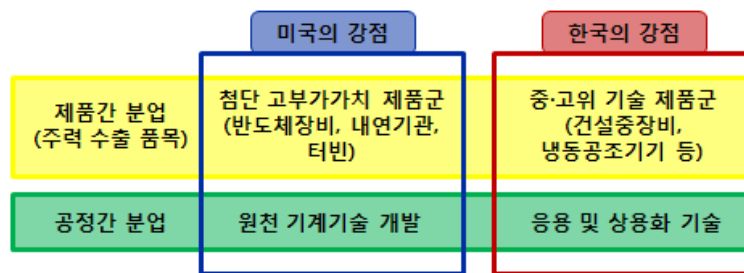 미국의 강점
한국의 강점
제품간 분업
(주력 수출 품목)
첨단 고부가가치 제품군
(반도체장비, 내연기관,
터빈)
중·고위 기술 제품군
(건설중장비,
냉동공조기기 등)
공정간 분업
원천 기계기술 개발
응용 및 상용화 기술